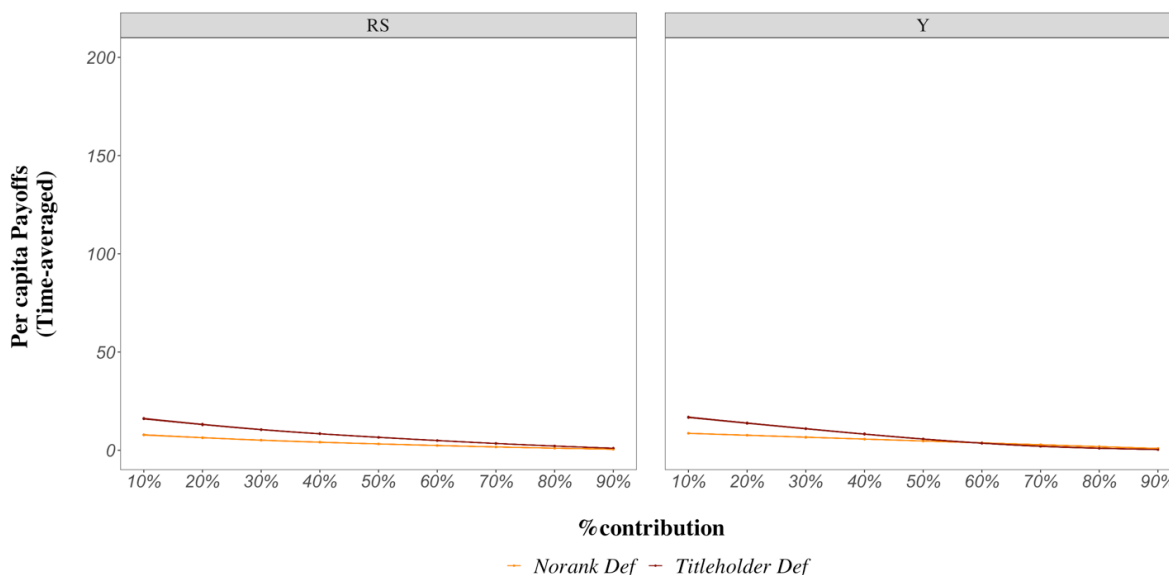 RS
Y
Per capita Payoffs
(Time-averaged)
200
150
100
50
0
10% 20% 30% 40% 50% 60% 70% 80% 90%
10% 20% 30% 40% 50% 60% 70% 80% 90%
%contribution
Norank Def
Titleholder Def